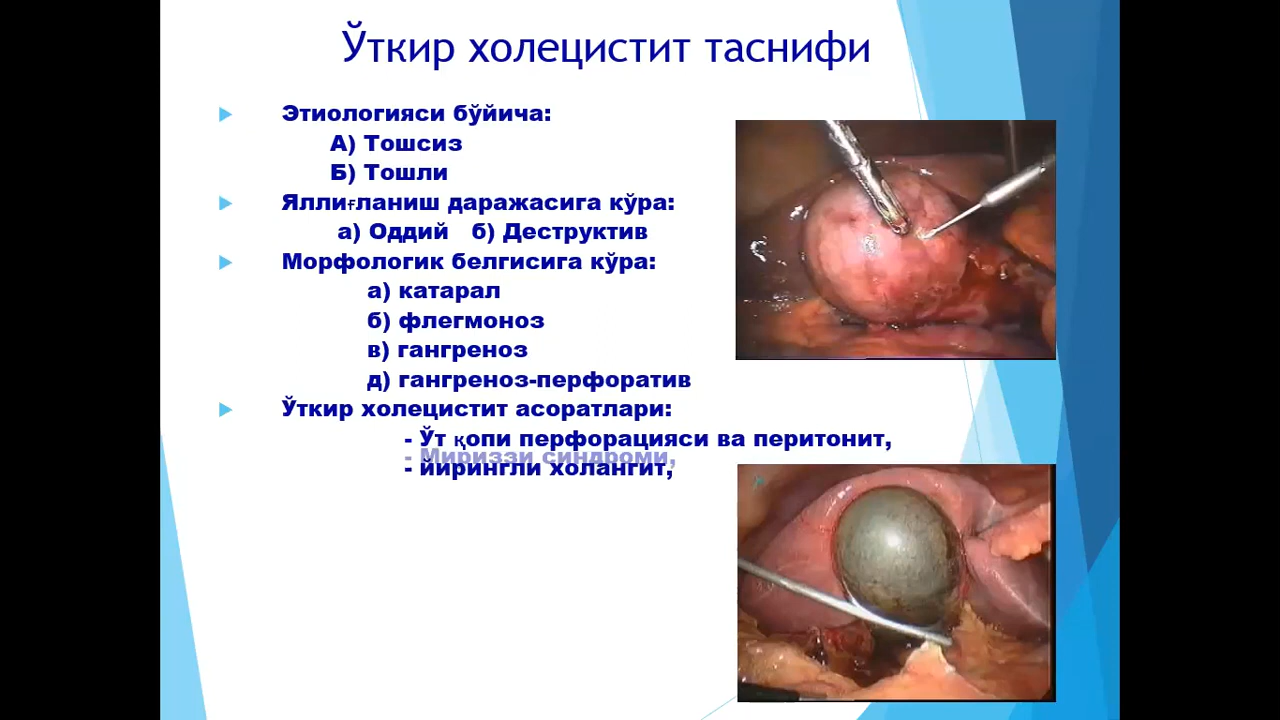 Ўткир холецистит таснифи
Этиологияси бўйича:
А) Тошсиз
Б) Тошли
Яллиғланиш даражасига кўра:
а) Оддий б) Деструктив
Морфологик белгисига кўра:
а) катарал
б) флегмоноз
в) гангреноз
д) гангреноз-перфоратив
Ўткир холецистит асоратлари:
- Ўт қопи перфорацияси ва перитонит,
- Мириззи синдроми,
- йирингли холангит,